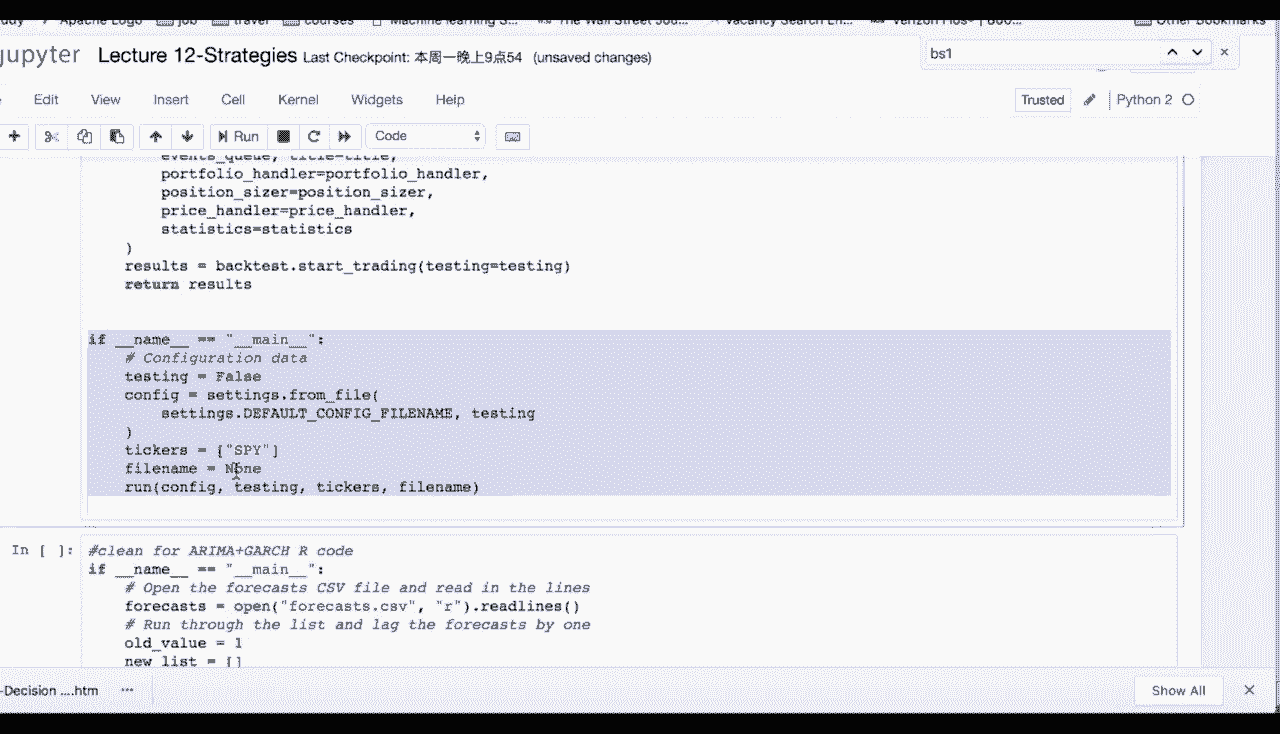 Apache Logo job travel courses Machine learning S... The Wall Street Jou... Vacancy Search En... Verizon Fios® | 800... Other Bookmarks
jupyter Lecture 12-Strategies Last Checkpoint: 本周一晚上9点54 (unsaved changes)
bs1
Edit View Insert Cell Kernel Widgets Help
Trusted Python 2
Run Code
events_queue, title=title,
portfolio_handler=portfolio_handler,
position_sizer=position_sizer,
price_handler=price_handler,
statistics=statistics
)
results = backtest.start_trading(testing=testing)
return results
if __name__ == "__main__":
# Configuration data
testing = False
config = settings.from_file(
settings.DEFAULT_CONFIG_FILENAME, testing
)
tickers = ["SPY"]
filename = None
run(config, testing, tickers, filename)
In [ ]: #clean for ARIMA+GARCH R code
if __name__ == "__main__":
# Open the forecasts CSV file and read in the lines
forecasts = open("forecasts.csv", "r").readlines()
# Run through the list and lag the forecasts by one
old_value = 1
new_list = []
-Decision ....htm
Show All